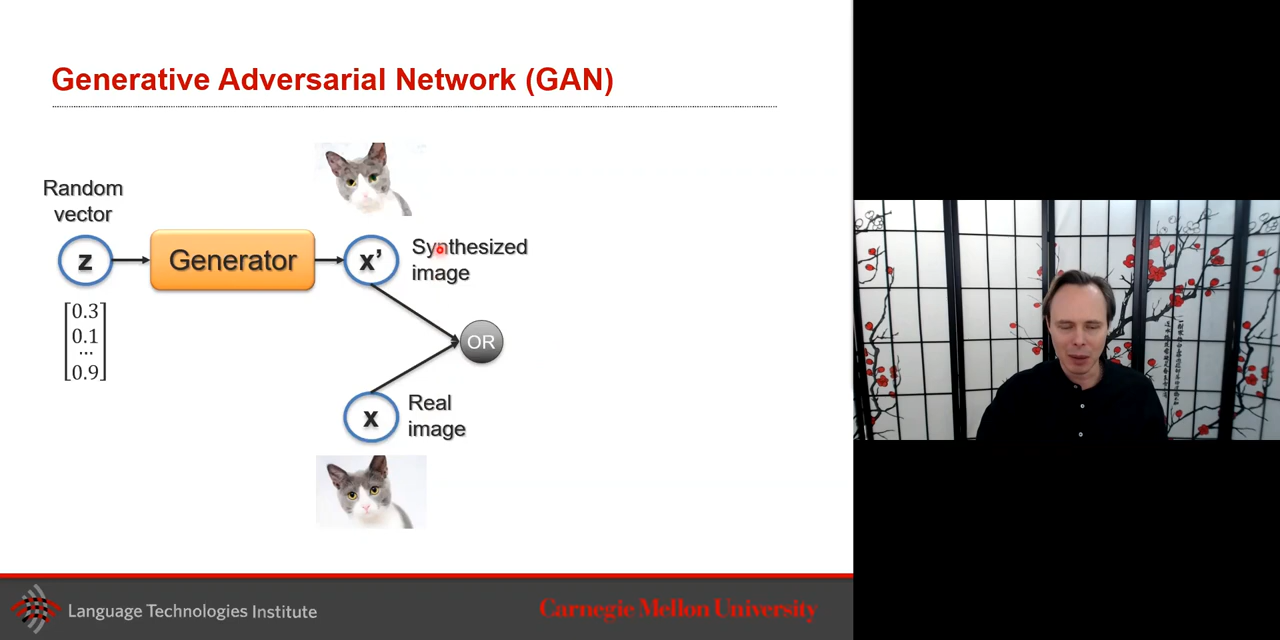 Generative Adversarial Network (GAN)
Random
vector
z
Generator
x'
Synthesized
image
[0.3
0.1
...
0.9]
OR
x
Real
image
Language Technologies Institute
Carnegie Mellon University